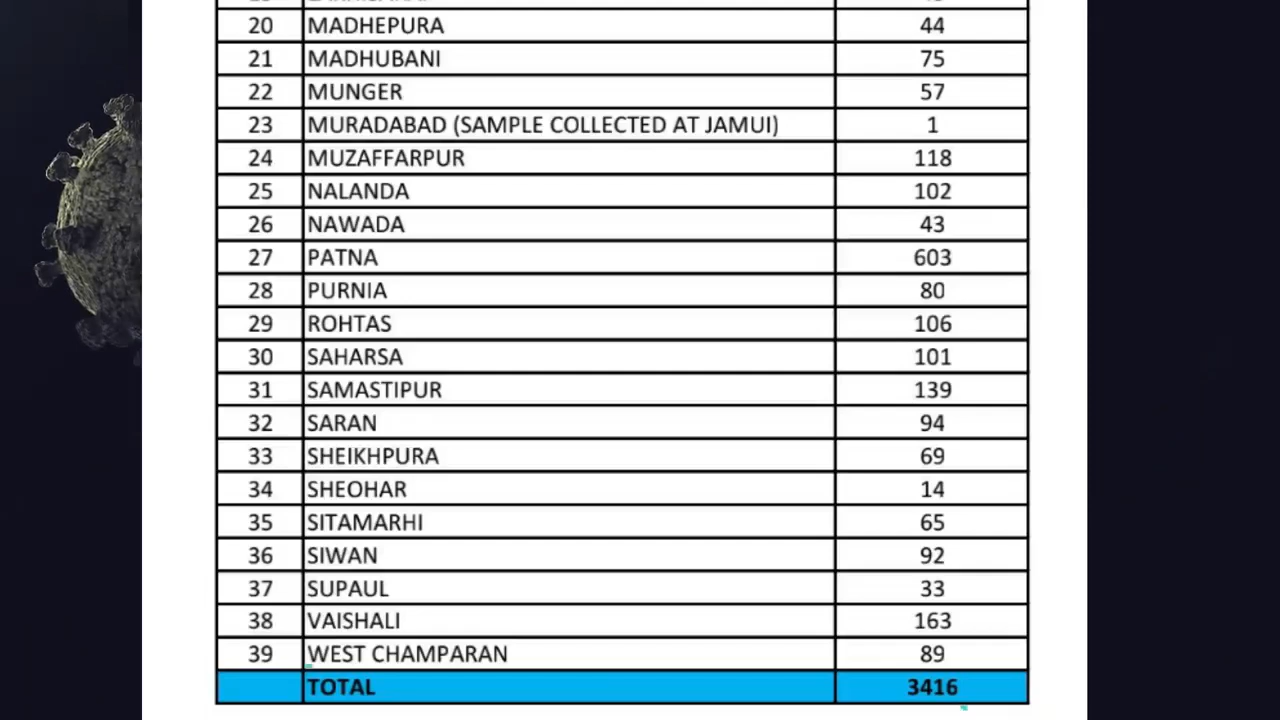 20 MADHEPURA 44
21 MADHUBANI 75
22 MUNGER 57
23 MURADABAD (SAMPLE COLLECTED AT JAMUI) 1
24 MUZAFFARPUR 118
25 NALANDA 102
26 NAWADA 43
27 PATNA 603
28 PURNIA 80
29 ROHTAS 106
30 SAHARSA 101
31 SAMASTIPUR 139
32 SARAN 94
33 SHEIKHPURA 69
34 SHEOHAR 14
35 SITAMARHI 65
36 SIWAN 92
37 SUPAUL 33
38 VAISHALI 163
39 WEST CHAMPARAN 89
TOTAL 3416